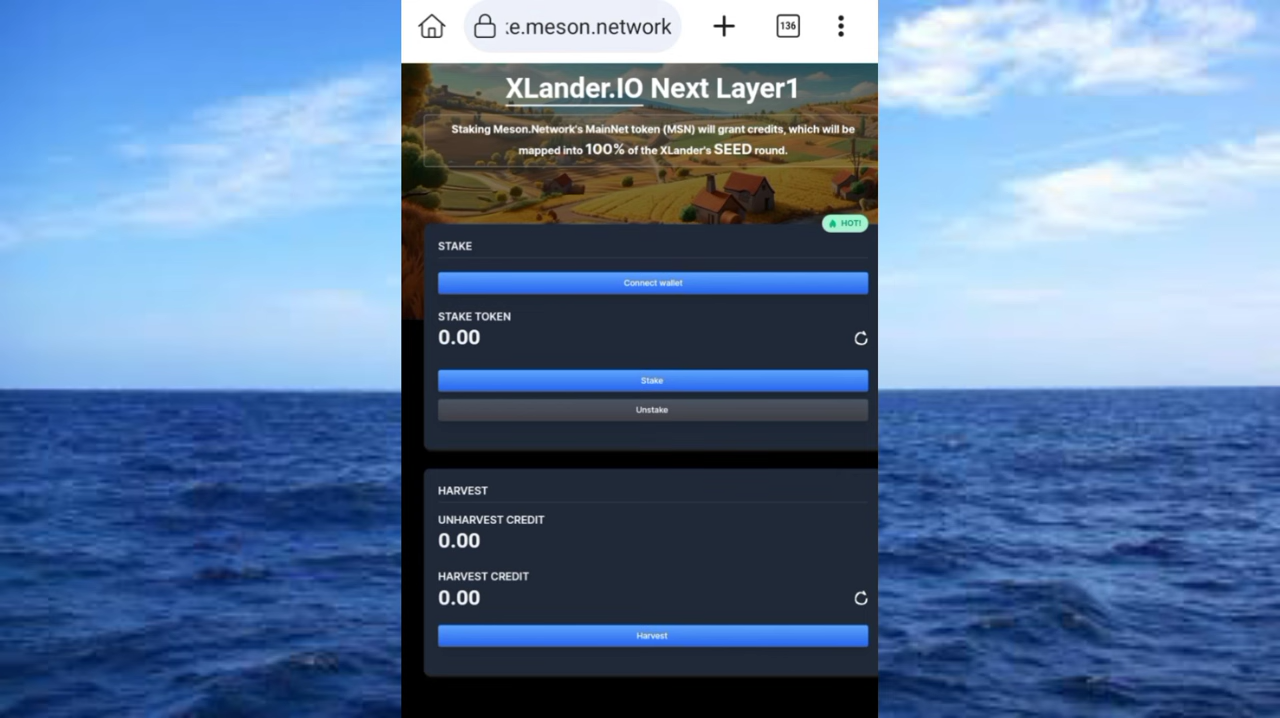 :e.meson.network
136
XLander.IO Next Layer1
Staking Meson.Network's MainNet token (MSN) will grant credits, which will be
mapped into 100% of the XLander's SEED round.
HOT!
STAKE
Connect wallet
STAKE TOKEN
0.00
Stake
Unstake
HARVEST
UNHARVEST CREDIT
0.00
HARVEST CREDIT
0.00
Harvest